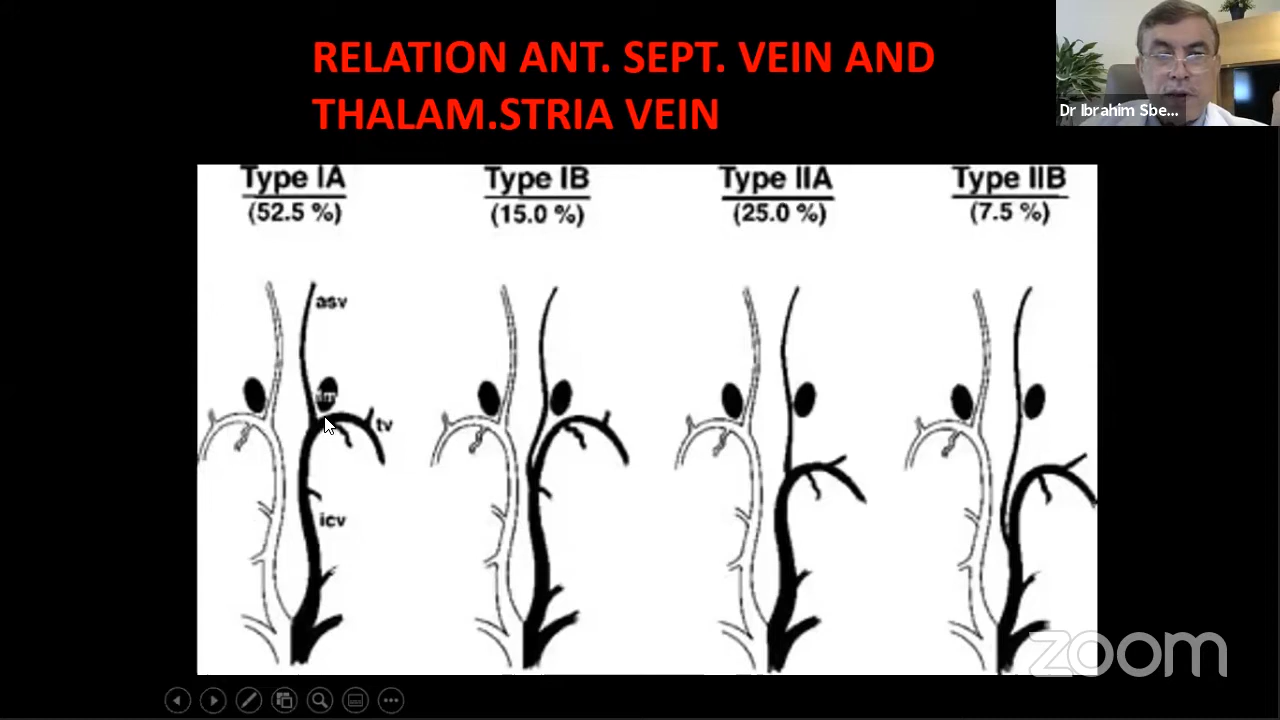 RELATION ANT. SEPT. VEIN AND
THALAM.STRIA VEIN
Dr Ibrahim Sbe...
Type IA
(52.5 %)
Type IB
(15.0 %)
Type IIA
(25.0 %)
Type IIB
(7.5 %)
asv
fm
tv
icv
zoom